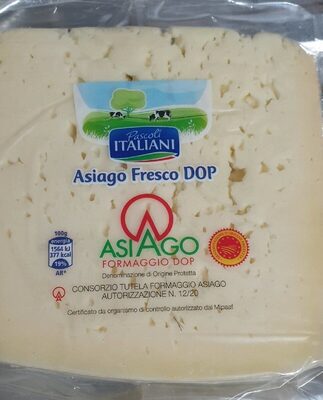 Pascoli
ITALIANI
Asiago Fresco DOP
100g
energia
1564 kJ
377 kcal
19%
AR*
ASIAGO
FORMAGGIO DOP
Denominazione di Origine Protetta
CONSORZIO TUTELA FORMAGGIO ASIAGO
AUTORIZZAZIONE N. 12/20
Certificato da organismo di controllo autorizzato dal Mipaaf